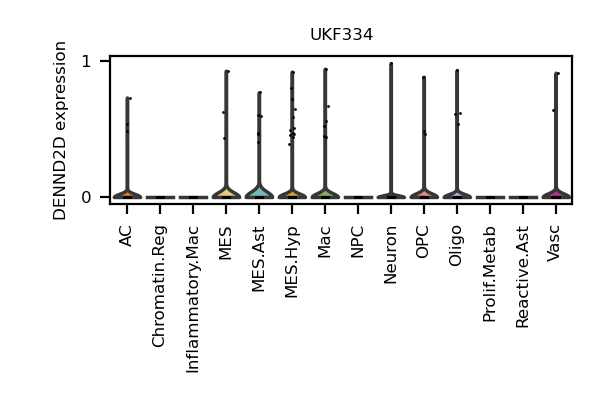 UKF334
DENND2D expression
1
0
AC
Chromatin.Reg
Inflammatory.Mac
MES
MES.Ast
MES.Hyp
Mac
NPC
Neuron
OPC
Oligo
Prolif.Metab
Reactive.Ast
Vasc